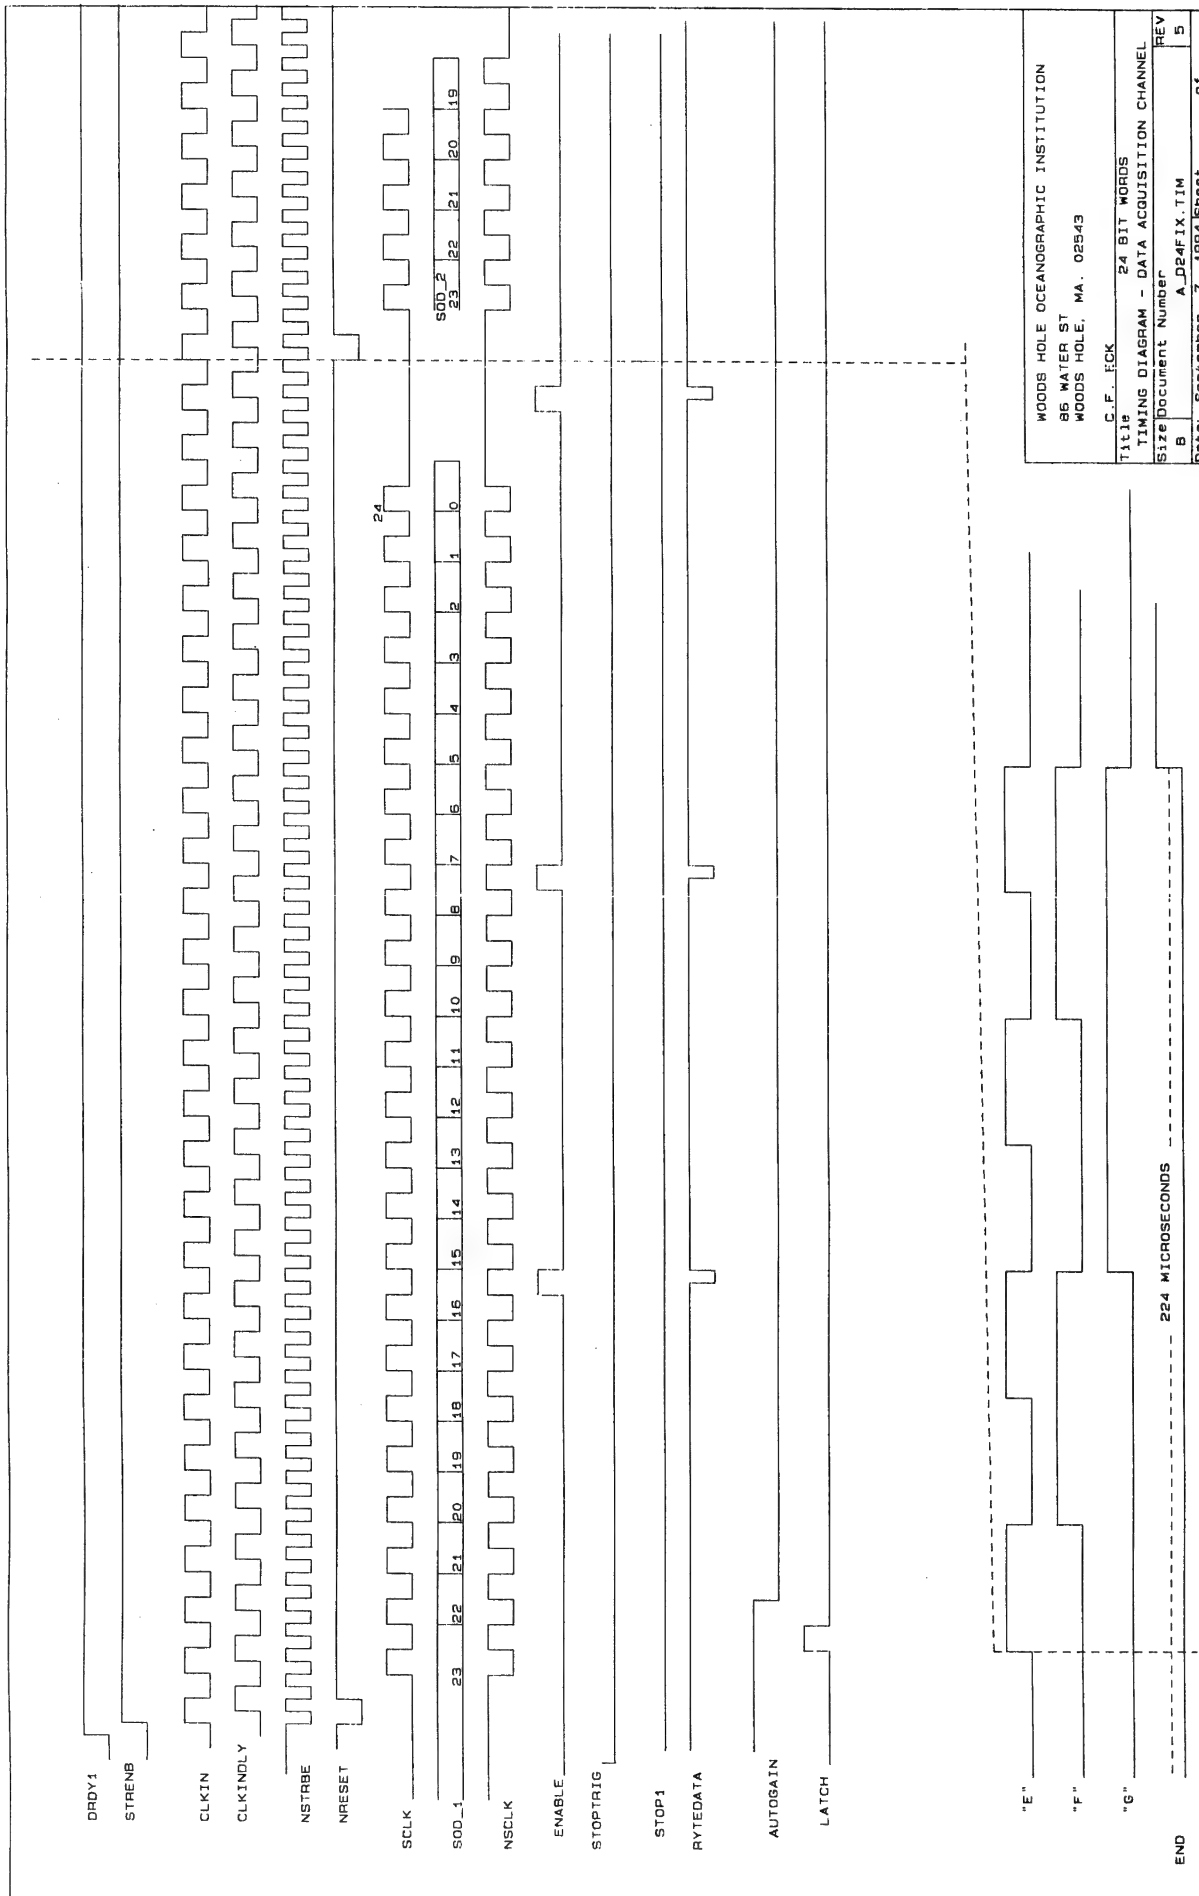 DRDY1
STRENB
CLKIN
CLKINDLY
NSTRBE
NRESET
SCLK
24
SOD_1
23 22 21 20 19 18 17 16 15 14 13 12 11 10 9 8 7 6 5 4 3 2 1 0
SOD_2
23 22 21 20 19
NSCLK
ENABLE
STOPTRIG
STOP1
RYTEDATA
AUTOGAIN
LATCH
"E"
"F"
"G"
END
224 MICROSECONDS
WOODS HOLE OCEANOGRAPHIC INSTITUTION
86 WATER ST
WOODS HOLE, MA. 02543
C.F. ECK
Title 24 BIT WORDS
TIMING DIAGRAM - DATA ACQUISITION CHANNEL
Size Document Number REV
B A_D24FIX.TIM 5